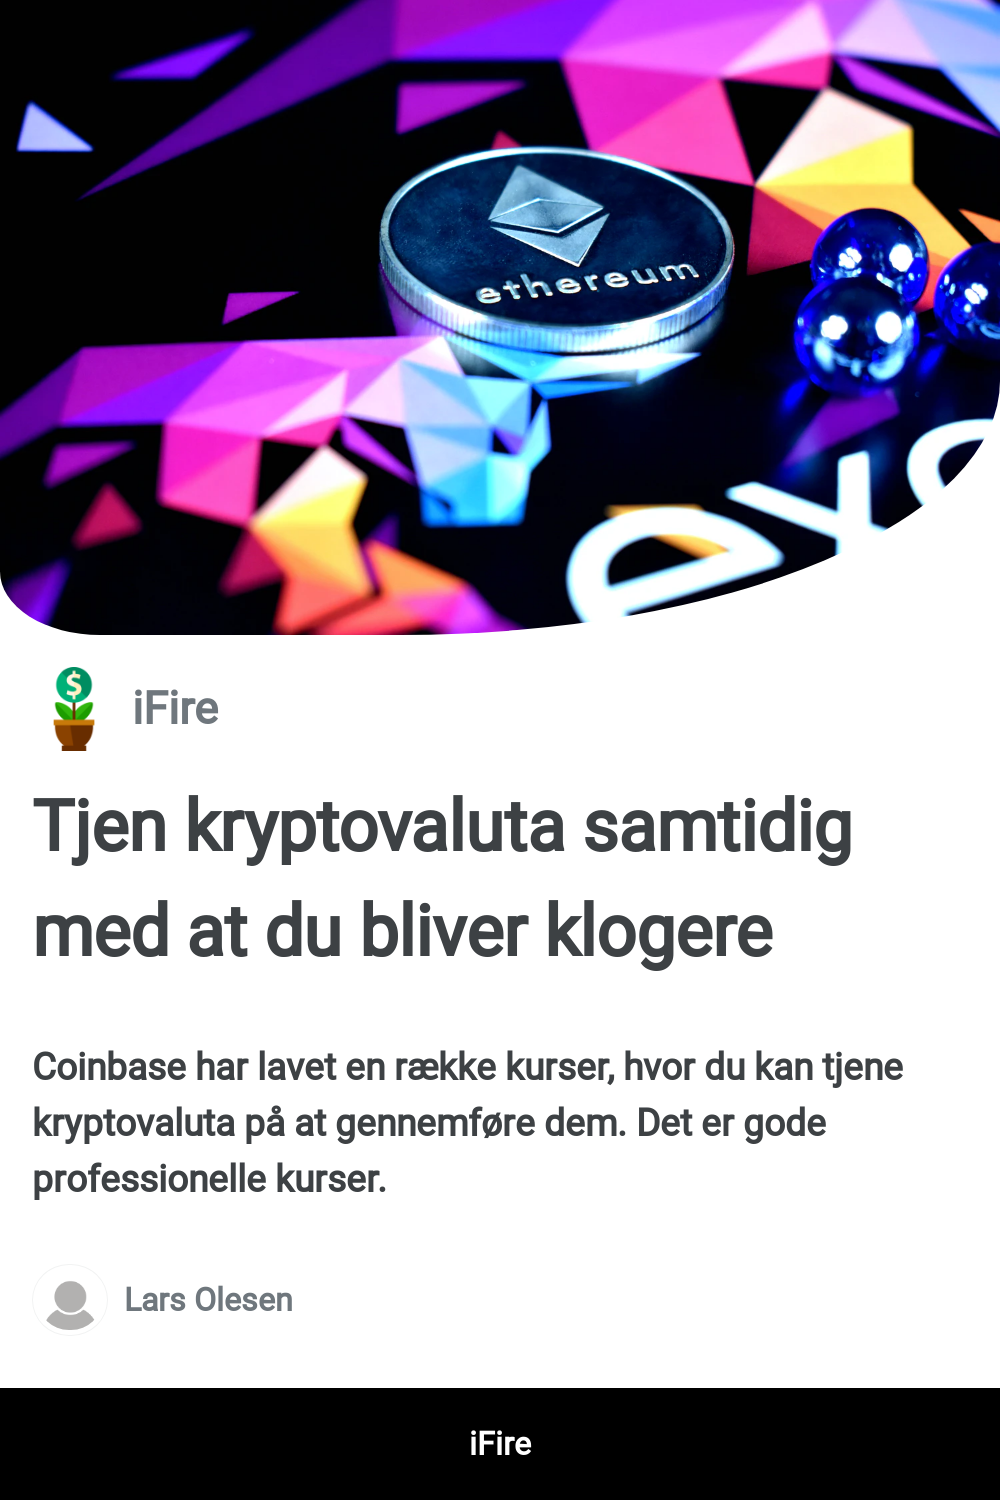 ethereum
iFire
Tjen kryptovaluta samtidig
med at du bliver klogere
Coinbase har lavet en række kurser, hvor du kan tjene
kryptovaluta på at gennemføre dem. Det er gode
professionelle kurser.
Lars Olesen
iFire